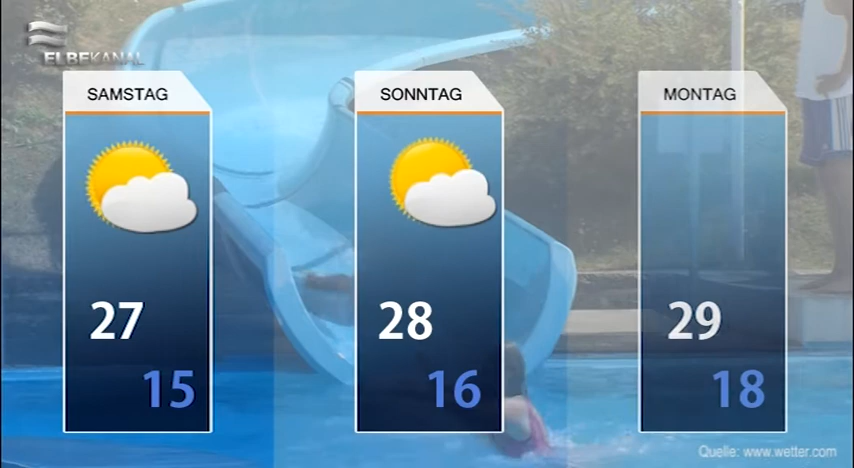 ELBEKANAL
SAMSTAG
27
15
SONNTAG
28
16
MONTAG
29
18
Quelle: www.wetter.com